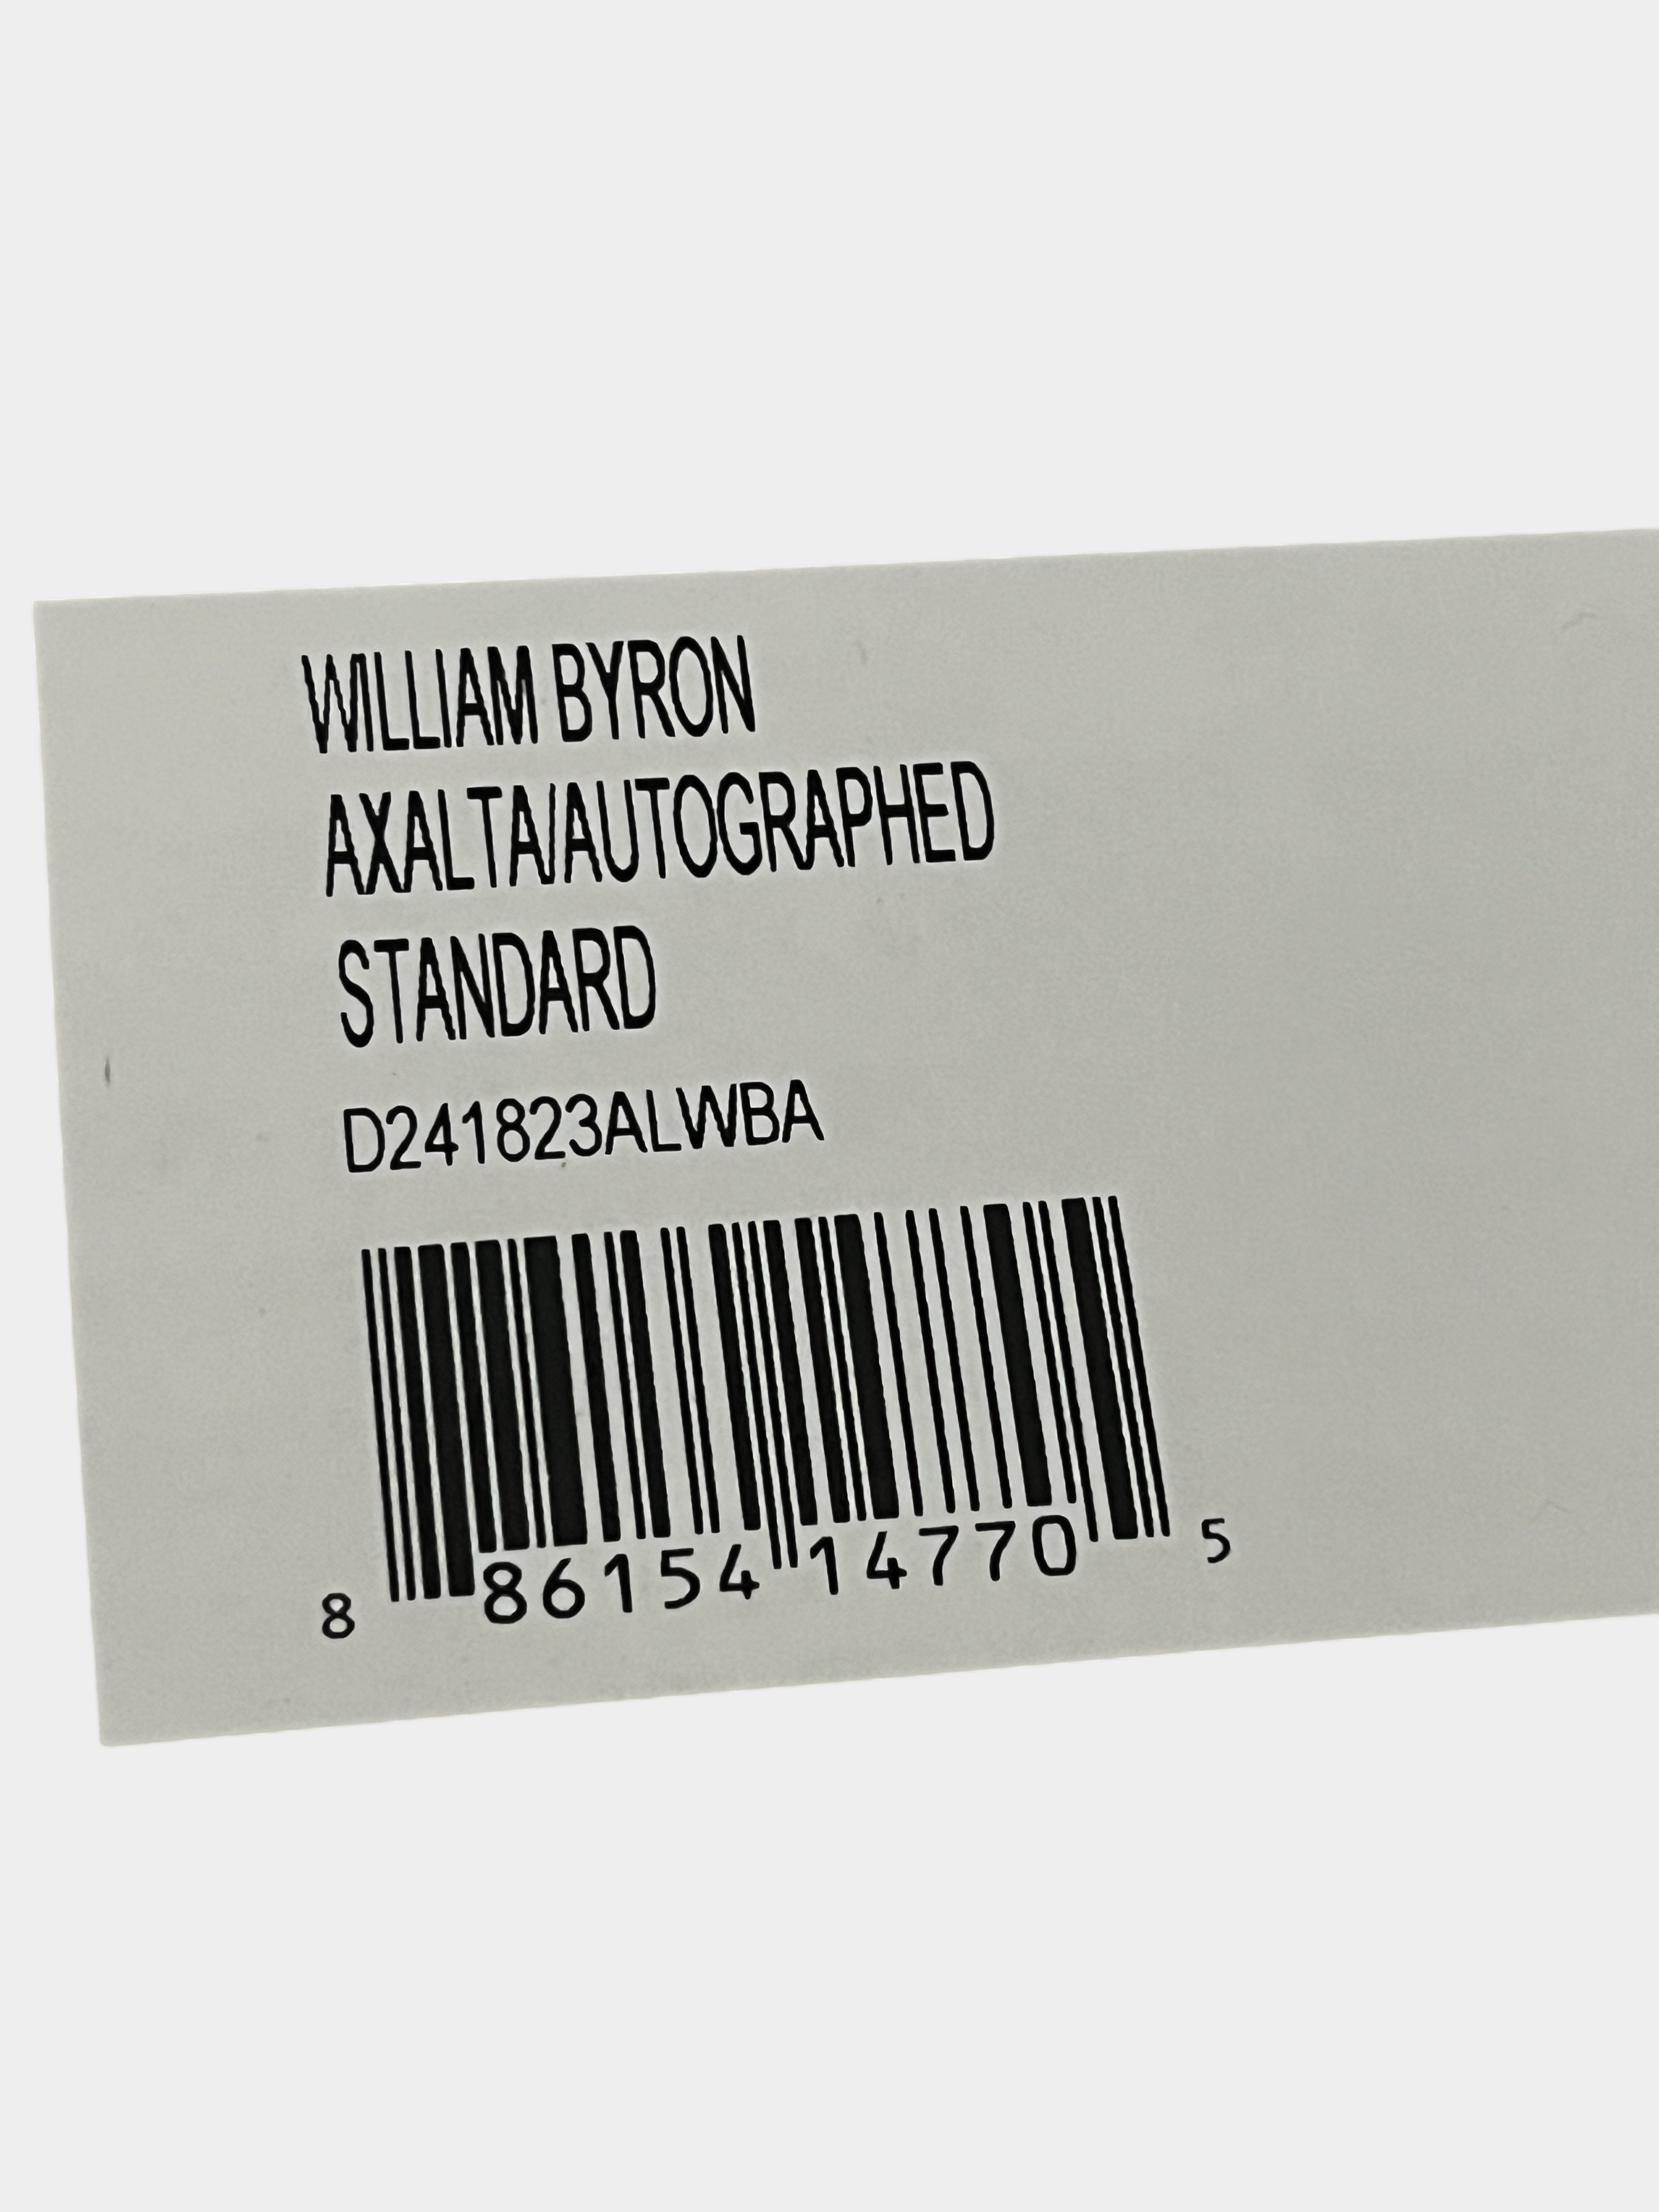 WILLIAM BYRON
AXALTA/AUTOGRAPHED
STANDARD
D241823ALWBA
8 86154 14770 5